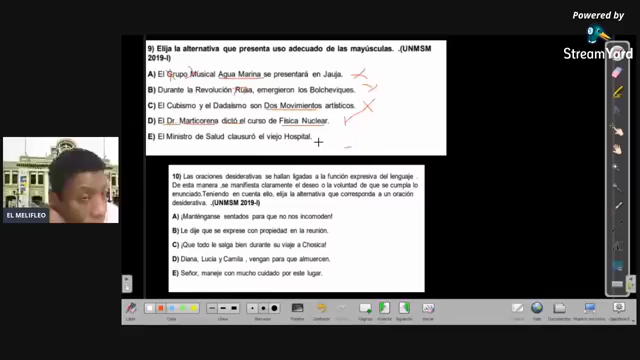 Powered by
StreamYard
9) Elija la alternativa que presenta uso adecuado de las mayúsculas. .(UNMSM
2019-I)
A) El Grupo Musical Agua Marina se presentará en Jauja.
B) Durante la Revolución Rusa, emergieron los Bolcheviques.
C) El Cubismo y el Dadaísmo son Dos Movimientos artísticos.
D) El Dr. Marticorena dictó el curso de Física Nuclear.
E) El Ministro de Salud clausuró el viejo Hospital.
EL MELIFLEO
10) Las oraciones desiderativas se hallan ligadas a la función expresiva del lenguaje .
De esta manera ,se manifiesta claramente el deseo o la voluntad de que se cumpla lo
enunciado.Teniendo en cuenta ello, elija la alternativa que corresponda a un oración
desiderativa. .(UNMSM 2019-I)
A) ¡Manténganse sentados para que no nos incomoden!
B) Le dije que se exprese con propiedad en la reunión.
C) ¡Que todo le salga bien durante su viaje a Chosica!
D) Diana, Lucía y Camila, vengan para que almuercen.
E) Señor, maneje con mucho cuidado por este lugar.